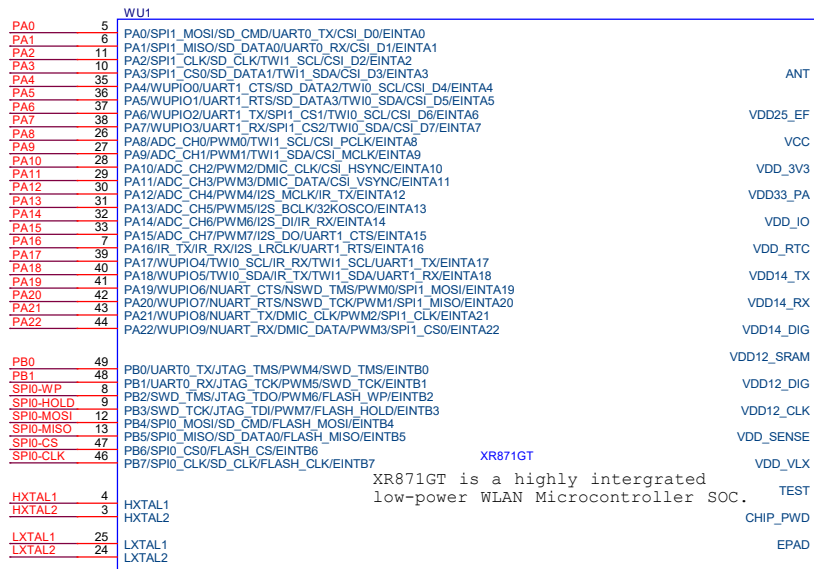 WU1
PA0 5 PA0/SPI1_MOSI/SD_CMD/UART0_TX/CSI_D0/EINTA0
PA1 6 PA1/SPI1_MISO/SD_DATA0/UART0_RX/CSI_D1/EINTA1
PA2 11 PA2/SPI1_CLK/SD_CLK/TWI1_SCL/CSI_D2/EINTA2
PA3 10 PA3/SPI1_CS0/SD_DATA1/TWI1_SDA/CSI_D3/EINTA3 ANT
PA4 35 PA4/WUPIO0/UART1_CTS/SD_DATA2/TWI0_SCL/CSI_D4/EINTA4
PA5 36 PA5/WUPIO1/UART1_RTS/SD_DATA3/TWI0_SDA/CSI_D5/EINTA5
PA6 37 PA6/WUPIO2/UART1_TX/SPI1_CS1/TWI0_SCL/CSI_D6/EINTA6 VDD25_EF
PA7 38 PA7/WUPIO3/UART1_RX/SPI1_CS2/TWI0_SDA/CSI_D7/EINTA7
PA8 26 PA8/ADC_CH0/PWM0/TWI1_SCL/CSI_PCLK/EINTA8 VCC
PA9 27 PA9/ADC_CH1/PWM1/TWI1_SDA/CSI_MCLK/EINTA9
PA10 28 PA10/ADC_CH2/PWM2/DMIC_CLK/CSI_HSYNC/EINTA10 VDD_3V3
PA11 29 PA11/ADC_CH3/PWM3/DMIC_DATA/CSI_VSYNC/EINTA11
PA12 30 PA12/ADC_CH4/PWM4/I2S_MCLK/IR_TX/EINTA12 VDD33_PA
PA13 31 PA13/ADC_CH5/PWM5/I2S_BCLK/32KOSCO/EINTA13
PA14 32 PA14/ADC_CH6/PWM6/I2S_DI/IR_RX/EINTA14 VDD_IO
PA15 33 PA15/ADC_CH7/PWM7/I2S_DO/UART1_CTS/EINTA15
PA16 7 PA16/IR_TX/IR_RX/I2S_LRCLK/UART1_RTS/EINTA16 VDD_RTC
PA17 39 PA17/WUPIO4/TWI0_SCL/IR_RX/TWI1_SCL/UART1_TX/EINTA17
PA18 40 PA18/WUPIO5/TWI0_SDA/IR_TX/TWI1_SDA/UART1_RX/EINTA18 VDD14_TX
PA19 41 PA19/WUPIO6/NUART_CTS/NSWD_TMS/PWM0/SPI1_MOSI/EINTA19
PA20 42 PA20/WUPIO7/NUART_RTS/NSWD_TCK/PWM1/SPI1_MISO/EINTA20 VDD14_RX
PA21 43 PA21/WUPIO8/NUART_TX/DMIC_CLK/PWM2/SPI1_CLK/EINTA21
PA22 44 PA22/WUPIO9/NUART_RX/DMIC_DATA/PWM3/SPI1_CS0/EINTA22 VDD14_DIG
VDD12_SRAM
PB0 49 PB0/UART0_TX/JTAG_TMS/PWM4/SWD_TMS/EINTB0
PB1 48 PB1/UART0_RX/JTAG_TCK/PWM5/SWD_TCK/EINTB1 VDD12_DIG
SPI0-WP 8 PB2/SWD_TMS/JTAG_TDO/PWM6/FLASH_WP/EINTB2
SPI0-HOLD 9 PB3/SWD_TCK/JTAG_TDI/PWM7/FLASH_HOLD/EINTB3 VDD12_CLK
SPI0-MOSI 12 PB4/SPI0_MOSI/SD_CMD/FLASH_MOSI/EINTB4
SPI0-MISO 13 PB5/SPI0_MISO/SD_DATA0/FLASH_MISO/EINTB5 VDD_SENSE
SPI0-CS 47 PB6/SPI0_CS0/FLASH_CS/EINTB6 XR871GT
SPI0-CLK 46 PB7/SPI0_CLK/SD_CLK/FLASH_CLK/EINTB7 VDD_VLX
XR871GT is a highly intergrated
low-power WLAN Microcontroller SOC.
TEST
HXTAL1 4 HXTAL1
HXTAL2 3 HXTAL2 CHIP_PWD
LXTAL1 25 LXTAL1 EPAD
LXTAL2 24 LXTAL2